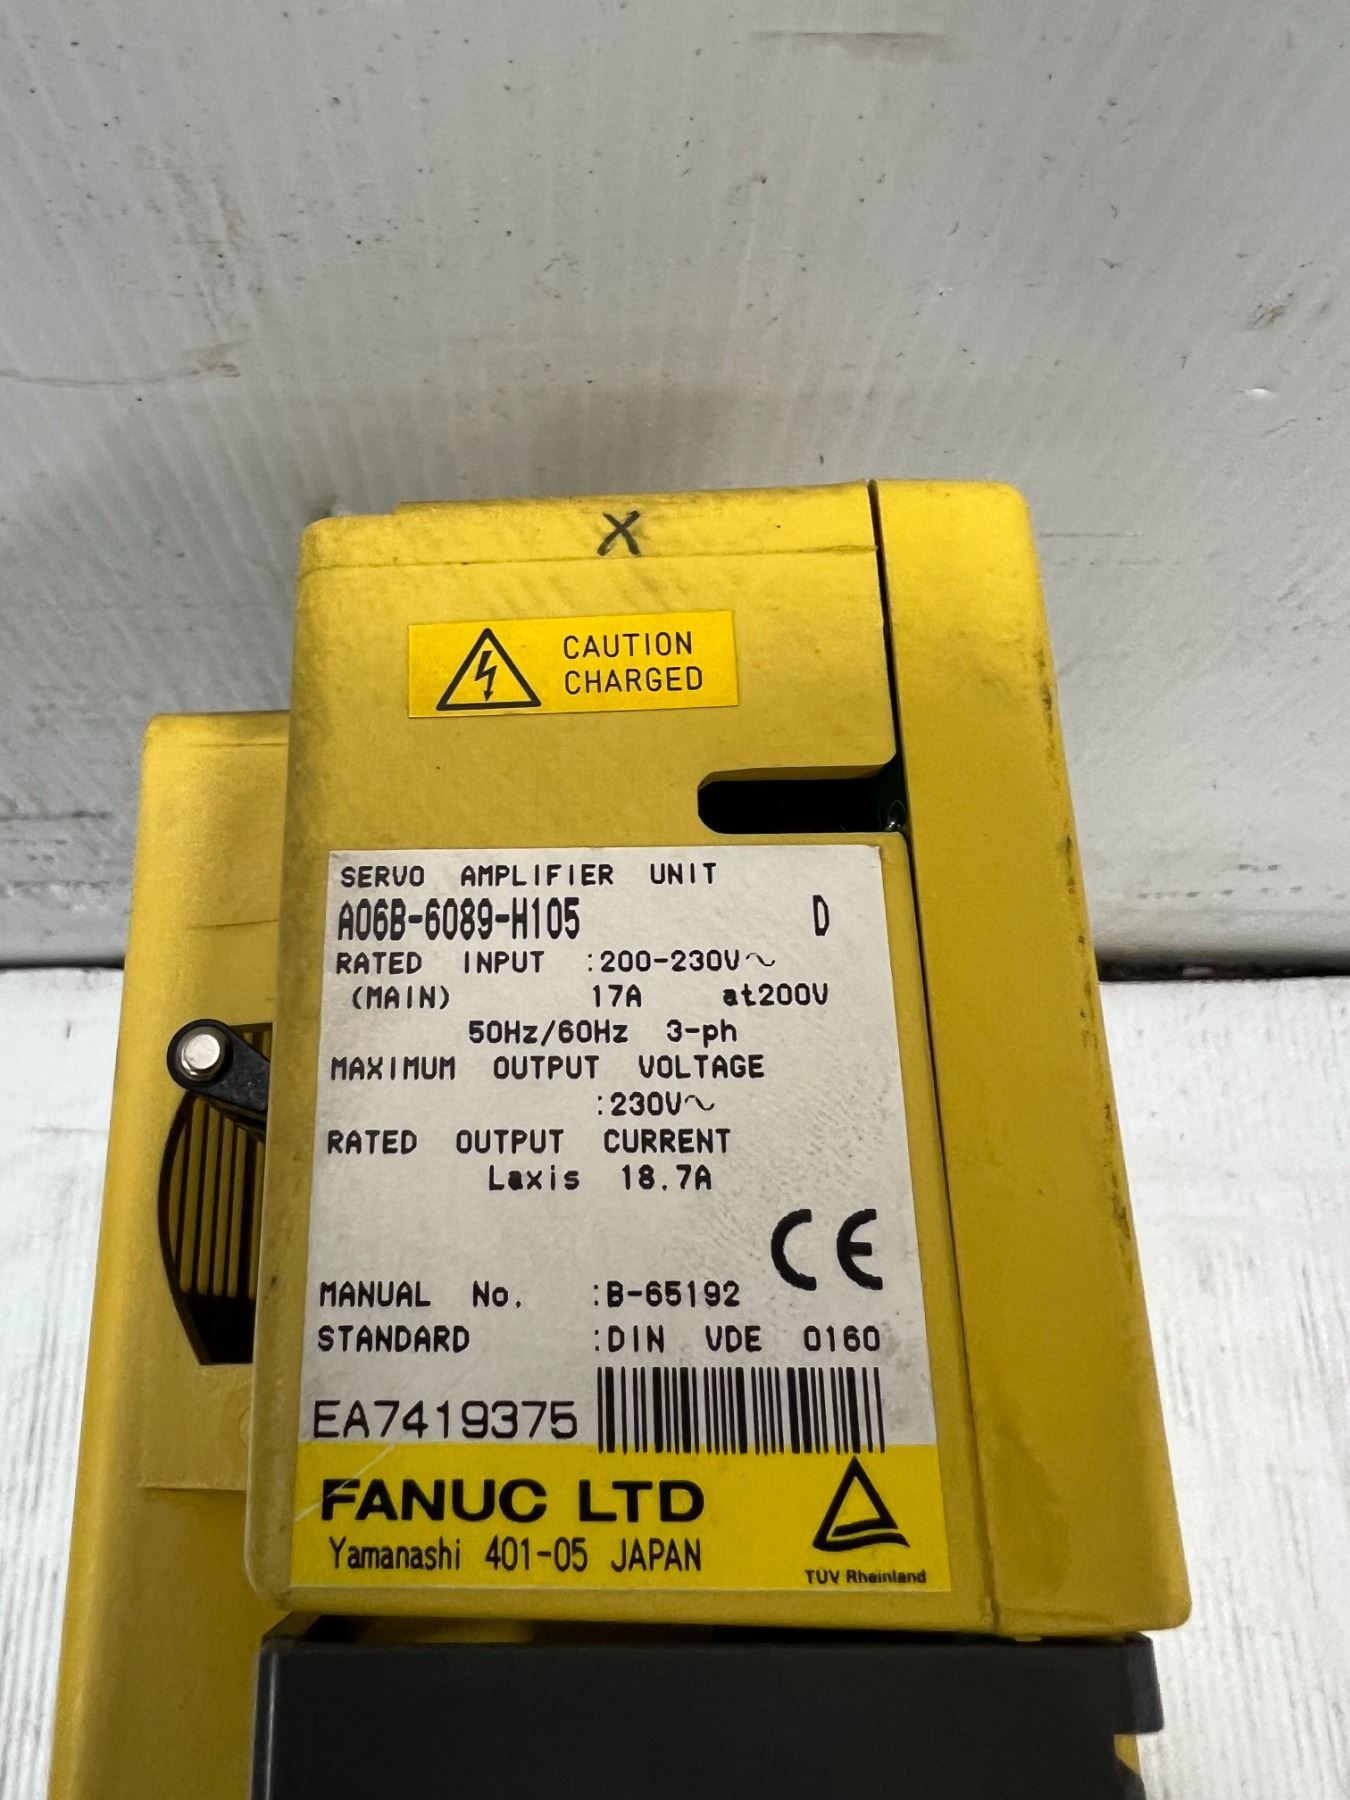 X
CAUTION
CHARGED
SERVO AMPLIFIER UNIT
A06B-6089-H105 D
RATED INPUT :200-230V~
(MAIN) 17A at200V
50Hz/60Hz 3-ph
MAXIMUM OUTPUT VOLTAGE
:230V~
RATED OUTPUT CURRENT
Laxis 18.7A
CE
MANUAL No. :B-65192
STANDARD :DIN VDE 0160
EA7419375
FANUC LTD
Yamanashi 401-05 JAPAN
TÜV Rheinland